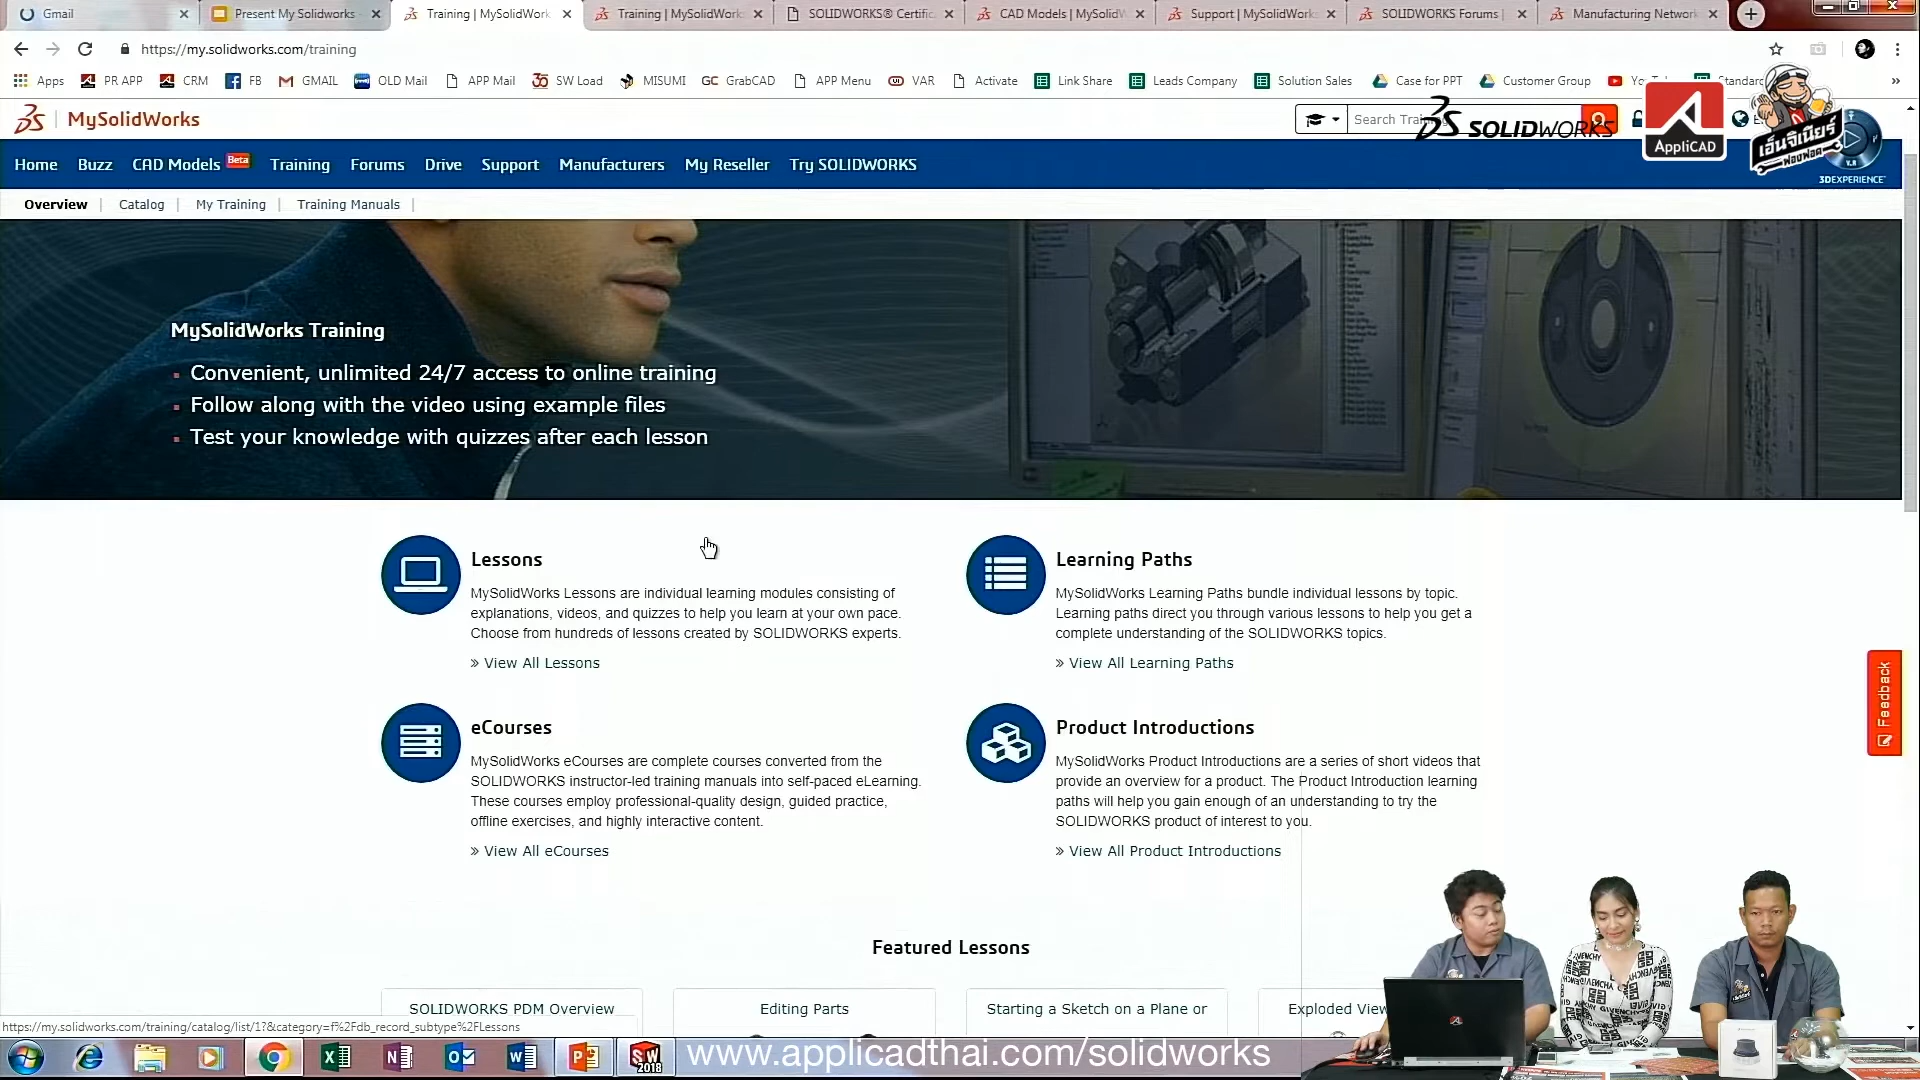 Gmail
Present My Solidworks -
Training | MySolidWork
Training | MySolidWorks
SOLIDWORKS® Certific
CAD Models | MySolidW
Support | MySolidWorks
SOLIDWORKS Forums |
Manufacturing Network
https://my.solidworks.com/training
Apps
PR APP
CRM
FB
GMAIL
OLD Mail
APP Mail
SW Load
MISUMI
GrabCAD
APP Menu
VAR
Activate
Link Share
Leads Company
Solution Sales
Case for PPT
Customer Group
MySolidWorks
Search
SOLIDWORKS
AppliCAD
เอ็นจิเนียร์
3DEXPERIENCE
Home
Buzz
CAD Models Beta
Training
Forums
Drive
Support
Manufacturers
My Reseller
Try SOLIDWORKS
Overview
Catalog
My Training
Training Manuals
MySolidWorks Training
Convenient, unlimited 24/7 access to online training
Follow along with the video using example files
Test your knowledge with quizzes after each lesson
Lessons
MySolidWorks Lessons are individual learning modules consisting of
explanations, videos, and quizzes to help you learn at your own pace.
Choose from hundreds of lessons created by SOLIDWORKS experts.
» View All Lessons
Learning Paths
MySolidWorks Learning Paths bundle individual lessons by topic.
Learning paths direct you through various lessons to help you get a
complete understanding of the SOLIDWORKS topics.
» View All Learning Paths
Feedback
eCourses
MySolidWorks eCourses are complete courses converted from the
SOLIDWORKS instructor-led training manuals into self-paced eLearning.
These courses employ professional-quality design, guided practice,
offline exercises, and highly interactive content.
» View All eCourses
Product Introductions
MySolidWorks Product Introductions are a series of short videos that
provide an overview for a product. The Product Introduction learning
paths will help you gain enough of an understanding to try the
SOLIDWORKS product of interest to you.
» View All Product Introductions
Featured Lessons
SOLIDWORKS PDM Overview
Editing Parts
Starting a Sketch on a Plane or
Exploded View
https://my.solidworks.com/training/catalog/list/17&category=f%2Fdb_record_subtype%2FLessons
www.applicadthai.com/solidworks